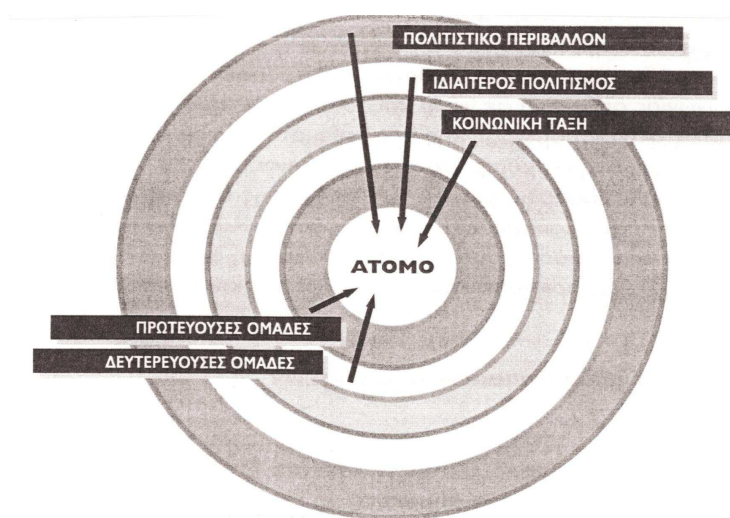 ΠΟΛΙΤΙΣΤΙΚΟ ΠΕΡΙΒΑΛΛΟΝ
ΙΔΙΑΙΤΕΡΟΣ ΠΟΛΙΤΙΣΜΟΣ
ΚΟΙΝΩΝΙΚΗ ΤΑΞΗ
ΑΤΟΜΟ
ΠΡΩΤΕΥΟΥΣΕΣ ΟΜΑΔΕΣ
ΔΕΥΤΕΡΕΥΟΥΣΕΣ ΟΜΑΔΕΣ